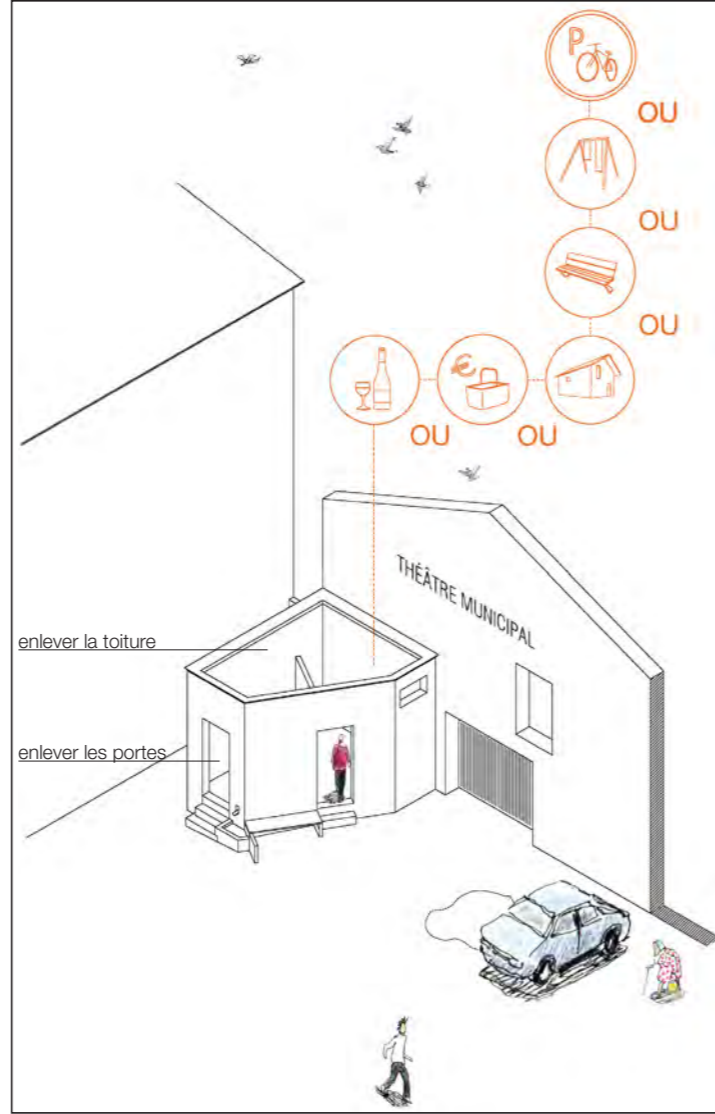 P
OU
OU
OU
€
OU
OU
THÉÂTRE MUNICIPAL
enlever la toiture
enlever les portes